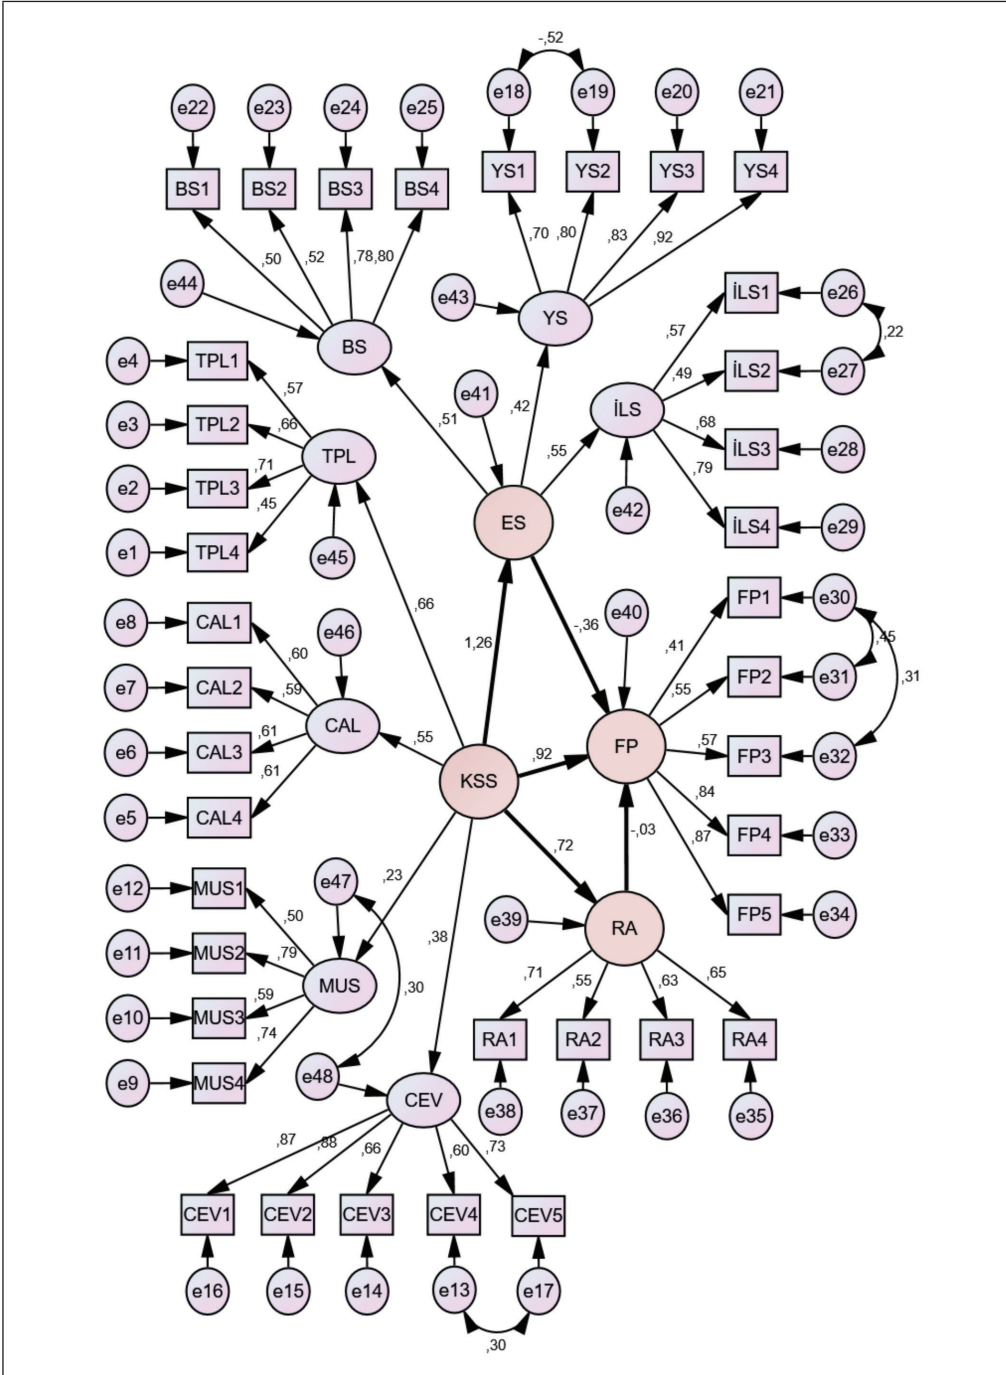 -,52
e18 e19 e20 e21
e22 e23 e24 e25
YS1 YS2 YS3 YS4
BS1 BS2 BS3 BS4
,70 ,80 ,83 ,92
,50 ,52 ,78 ,80
e44 e43 İLS1 e26
YS
BS
,57 ,22
e4 TPL1 İLS2 e27
,49
e41
,57 ,51 ,42 İLS
e3 TPL2 ,66 ,68
TPL ,55 İLS3 e28
,71 ,79
e2 TPL3
,45 ES e42 İLS4 e29
e1 TPL4 e45
,66 e40 FP1 e30
e8 CAL1 e46 1,26 -,36 ,45
,60 ,41
e7 CAL2 ,59 ,55 FP2 e31 ,31
CAL
,61 ,55 ,92 FP ,57 FP3 e32
e6 CAL3
,61 KSS ,84
e5 CAL4 ,87 FP4 e33
,72 -,03
e12 MUS1 e47 ,23
,50 e39 RA FP5 e34
e11 MUS2 ,79 ,38
MUS ,71 ,55 ,63 ,65
e10 MUS3 ,59 ,30
,74 RA1 RA2 RA3 RA4
e9 MUS4 e48
CEV e38 e37 e36 e35
,87 ,88 ,66 ,60 ,73
CEV1 CEV2 CEV3 CEV4 CEV5
e16 e15 e14 e13 e17
,30